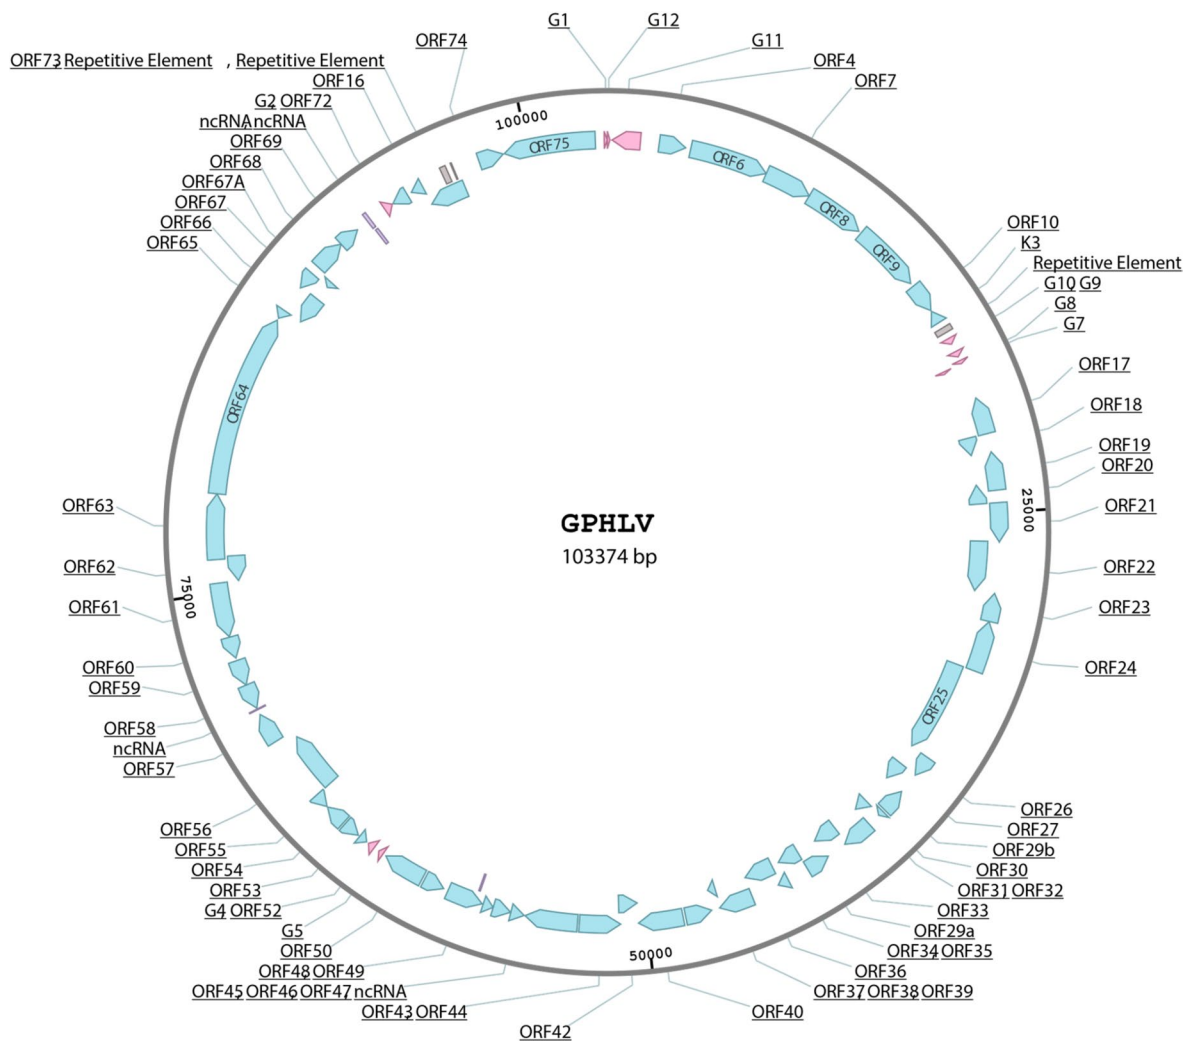 G1 G12
ORF74 G11
ORF73 Repetitive Element , Repetitive Element ORF4
ORF16 ORF7
G2, ORF72
100000
ncRNA, ncRNA
ORF69 ORF75 ORF6
ORF68
ORF67A
ORF67
ORF66 ORF8 ORF10
ORF65 ORF9 K3
Repetitive Element
G10, G9
G8
G7
ORF17
ORF64 ORF18
ORF19
ORF20
ORF63 25000 ORF21
GPHLV
103374 bp
ORF62 ORF22
75000
ORF61 ORF23
ORF60 ORF24
ORF59
ORF25
ORF58
ncRNA
ORF57
ORF26
ORF56 ORF27
ORF55 ORF29b
ORF54 ORF30
ORF53 ORF31, ORF32
G4, ORF52 ORF33
G5 ORF29a
ORF50 50000 ORF34, ORF35
ORF48, ORF49 ORF36
ORF45, ORF46, ORF47, ncRNA ORF37, ORF38, ORF39
ORF43, ORF44 ORF40
ORF42